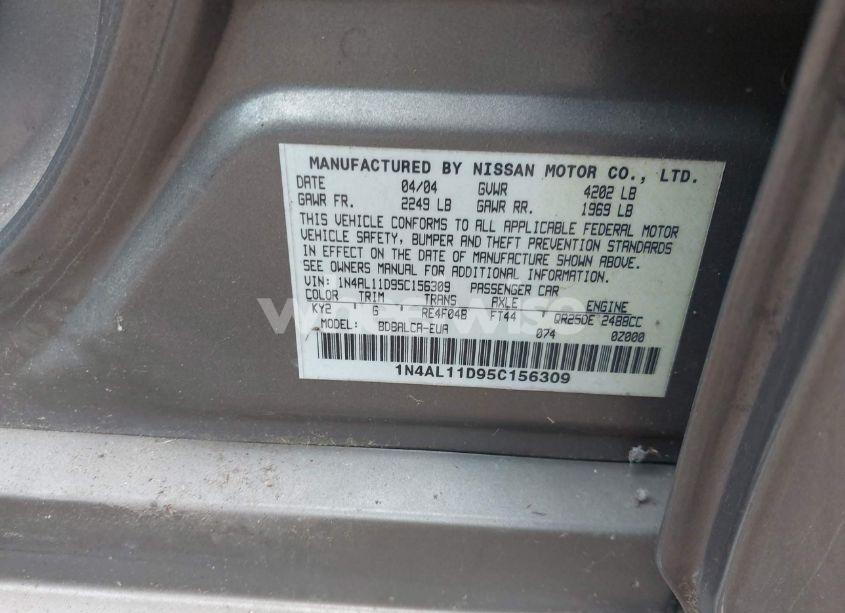 MANUFACTURED BY NISSAN MOTOR CO., LTD.
DATE 04/04 GVWR 4202 LB
GAWR FR. 2249 LB GAWR RR. 1969 LB
THIS VEHICLE CONFORMS TO ALL APPLICABLE FEDERAL MOTOR
VEHICLE SAFETY, BUMPER AND THEFT PREVENTION STANDARDS
IN EFFECT ON THE DATE OF MANUFACTURE SHOWN ABOVE.
SEE OWNERS MANUAL FOR ADDITIONAL INFORMATION.
VIN: 1N4AL11D95C156309 PASSENGER CAR
COLOR TRIM TRANS AXLE ENGINE
KY2 G RE4F04B FT44 QR25DE 2488CC
MODEL: BDBALCA-EUA 074 0Z000
1N4AL11D95C156309